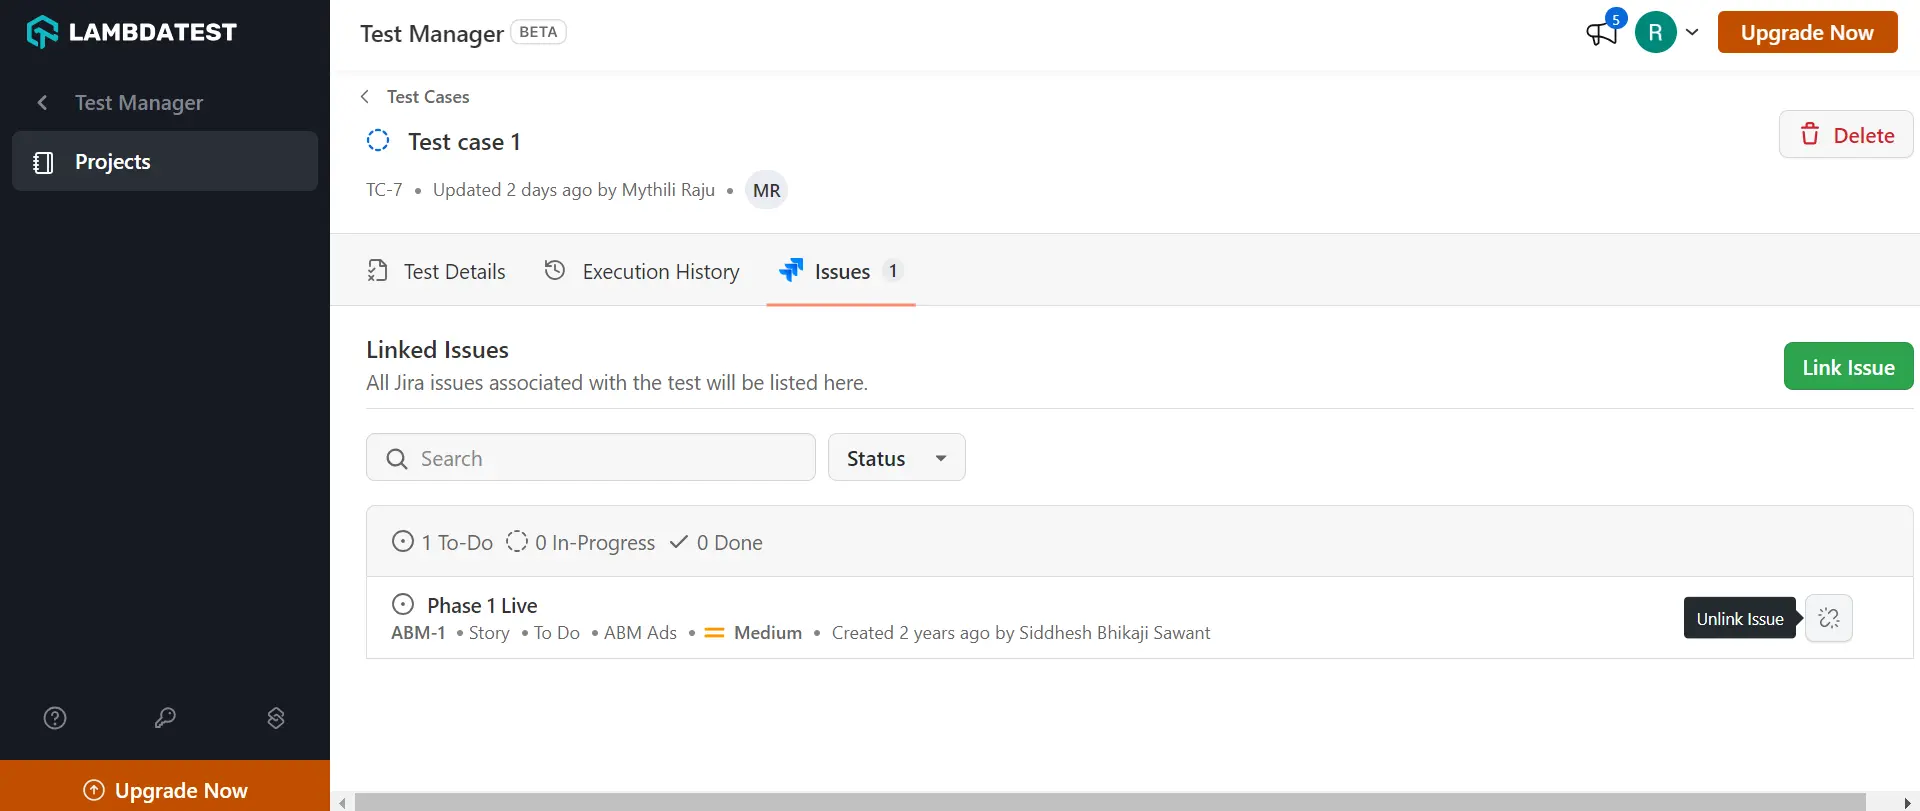 LAMBDATEST
Test Manager BETA
5
R
Upgrade Now
Test Manager
Projects
Test Cases
Test case 1
Delete
TC-7 • Updated 2 days ago by Mythili Raju • MR
Test Details
Execution History
Issues 1
Linked Issues
All Jira issues associated with the test will be listed here.
Link Issue
Search
Status
1 To-Do 0 In-Progress 0 Done
Phase 1 Live
ABM-1 • Story • To Do • ABM Ads • Medium • Created 2 years ago by Siddhesh Bhikaji Sawant
Unlink Issue
Upgrade Now